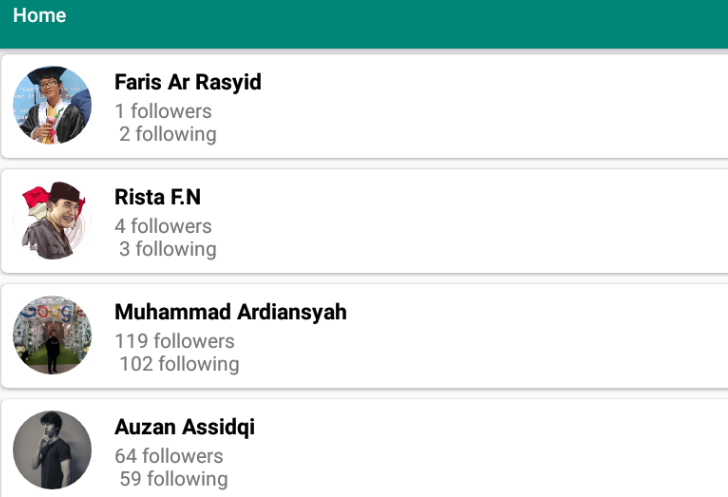 Home
Faris Ar Rasyid
1 followers
2 following
Rista F.N
4 followers
3 following
Google
Muhammad Ardiansyah
119 followers
102 following
Auzan Assidqi
64 followers
59 following